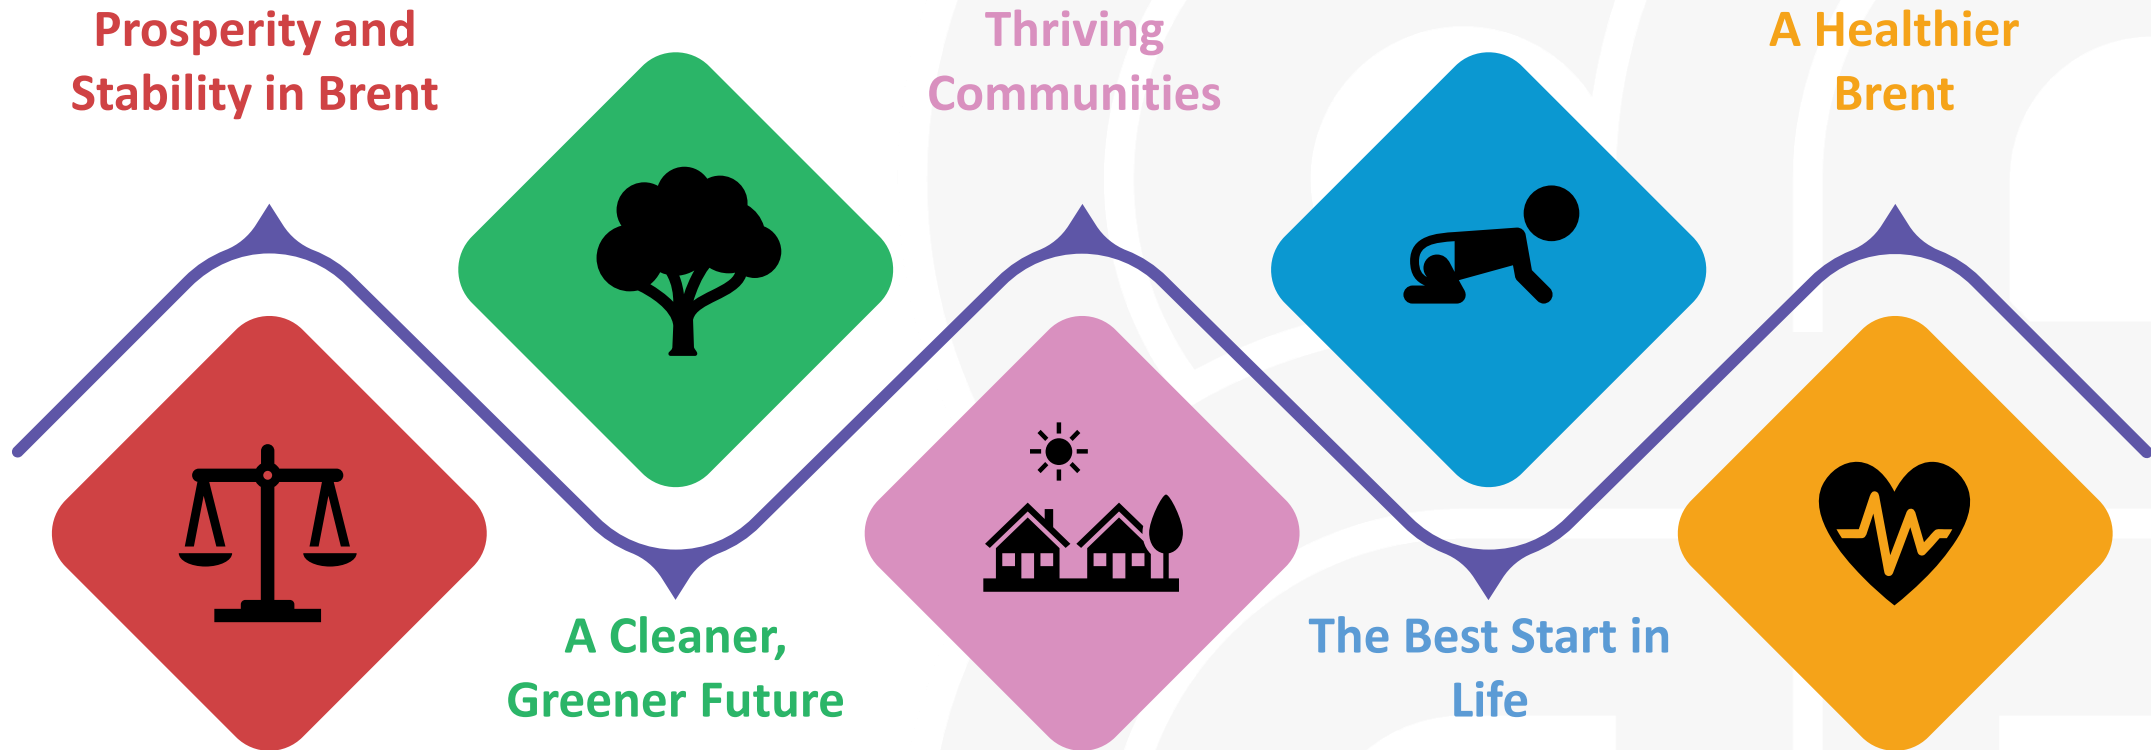 Prosperity and
Stability in Brent
A Cleaner,
Greener Future
Thriving
Communities
The Best Start in
Life
A Healthier
Brent